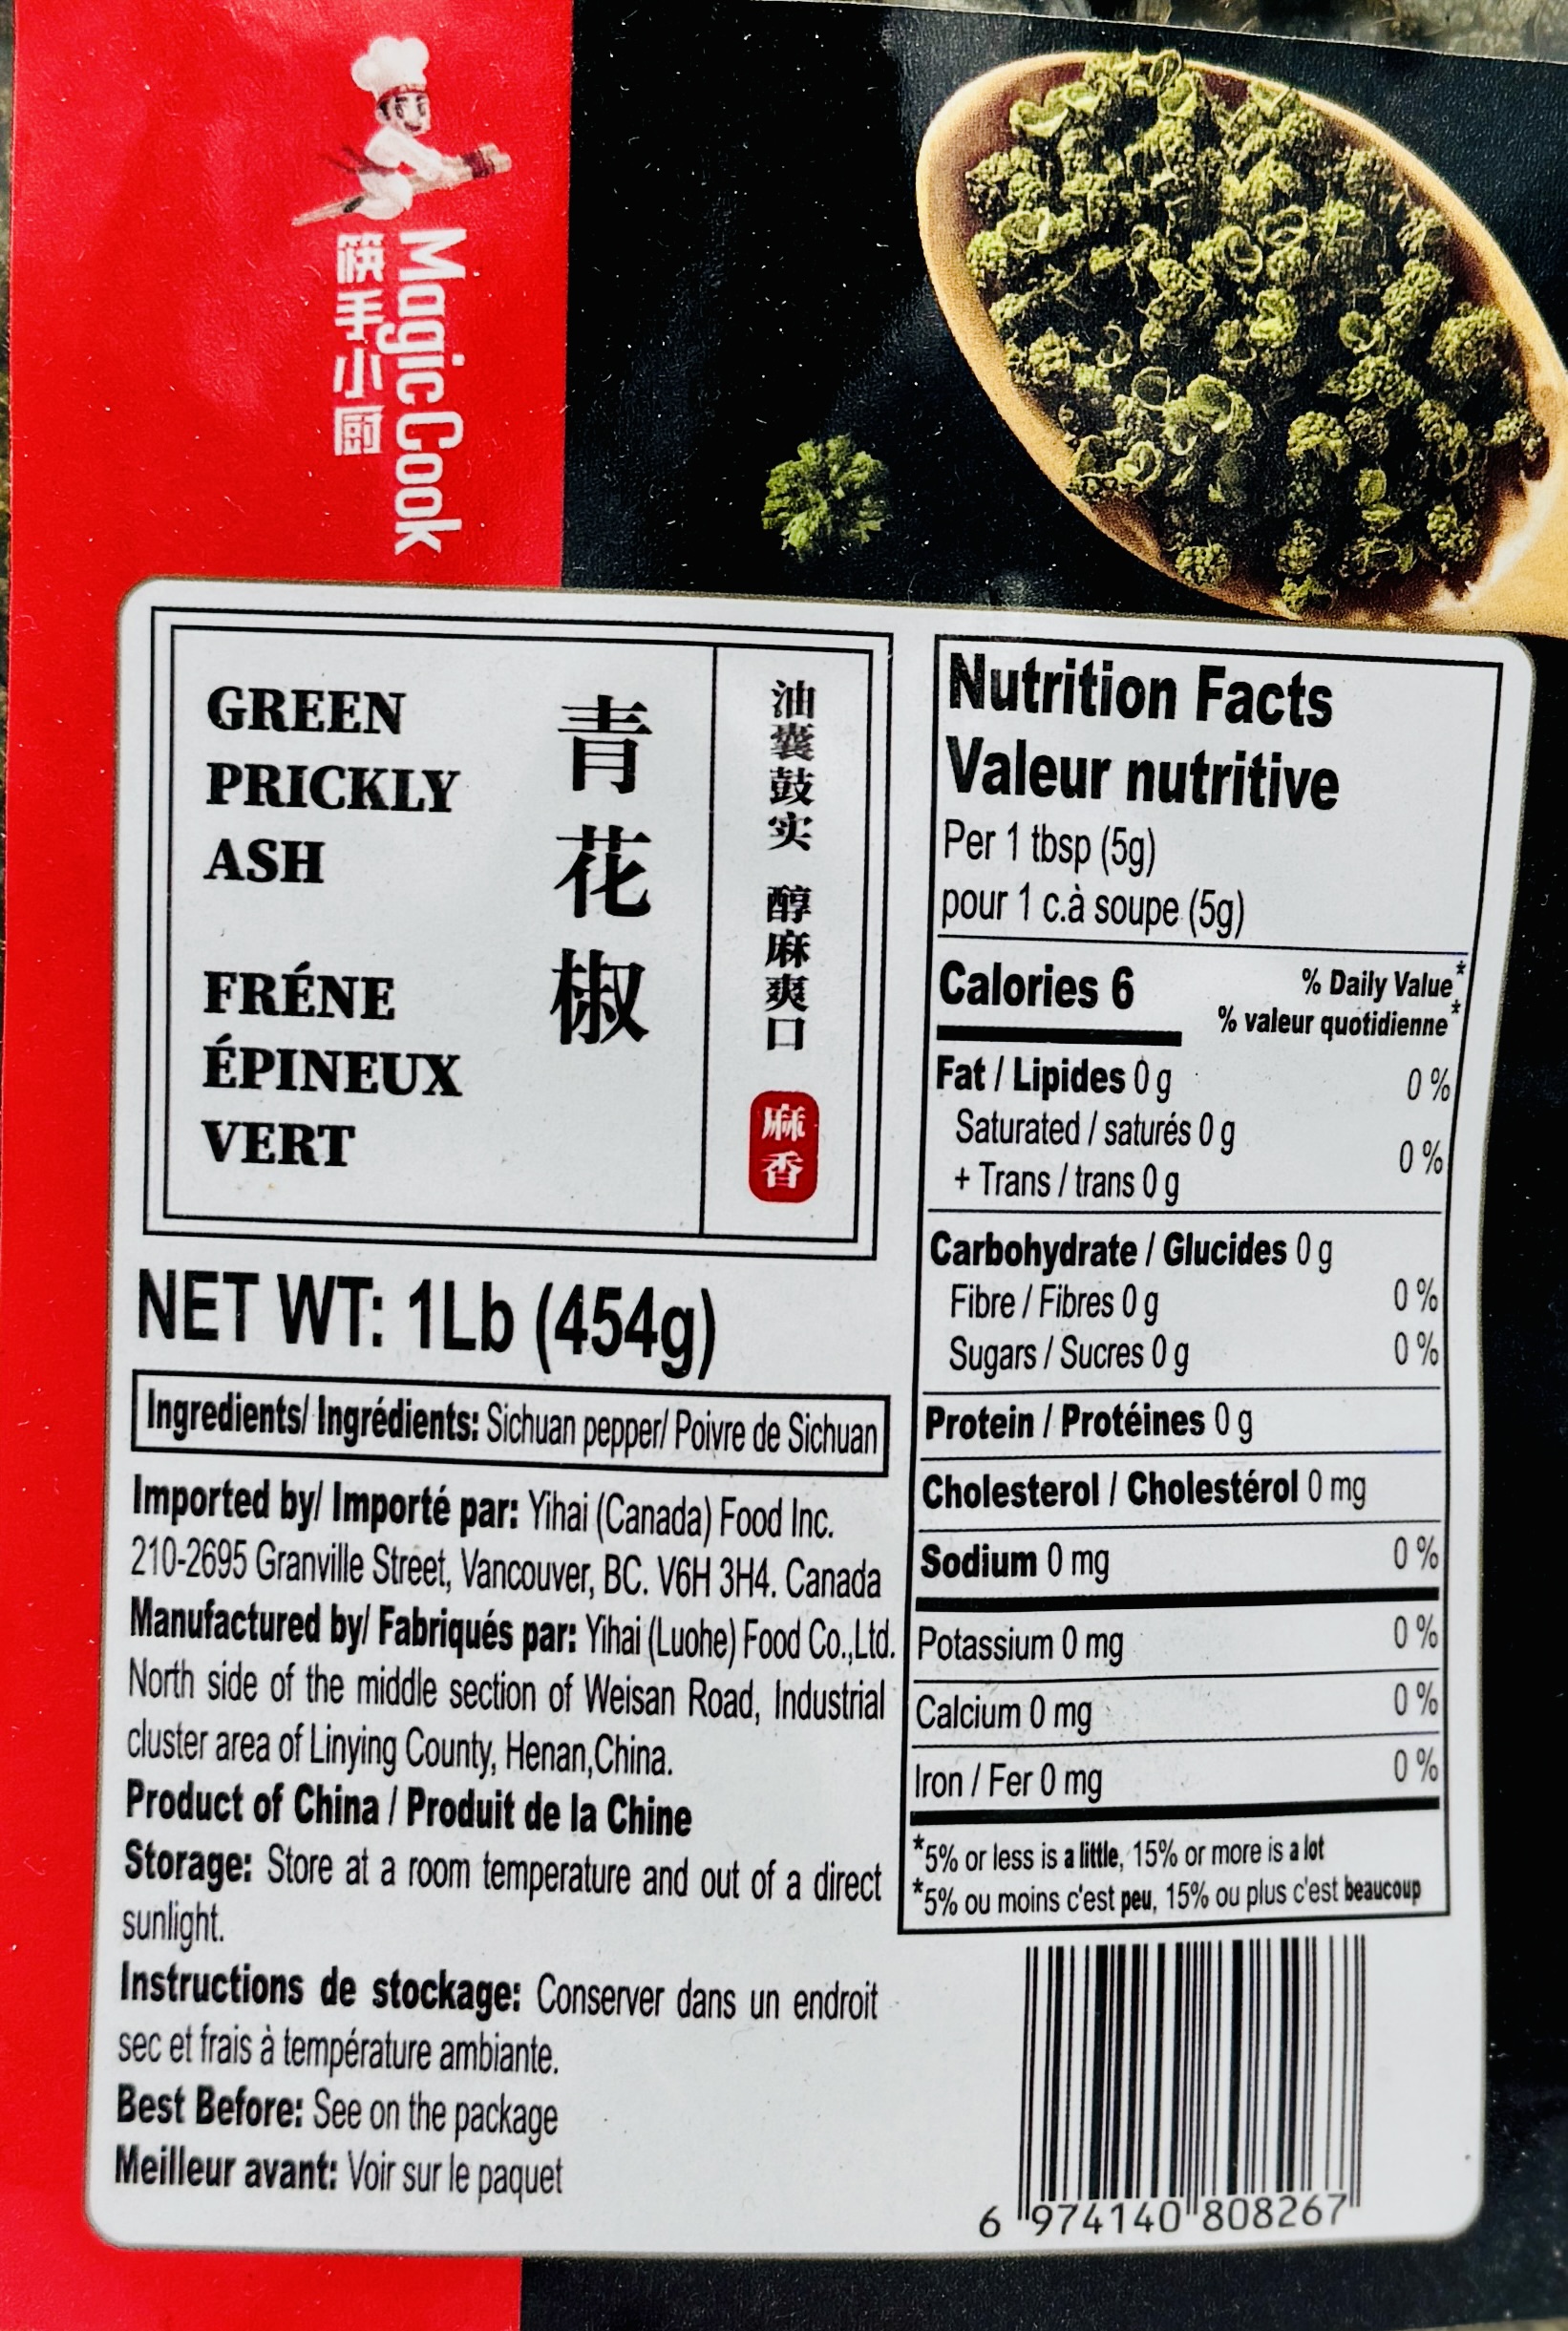 MagicCook
筷手小厨
GREEN
PRICKLY
ASH
FRÉNE
ÉPINEUX
VERT
青花椒
油囊鼓实 醇麻爽口
麻香
NET WT: 1Lb (454g)
Ingredients/ Ingrédients: Sichuan pepper/ Poivre de Sichuan
Imported by/ Importé par: Yihai (Canada) Food Inc.
210-2695 Granville Street, Vancouver, BC. V6H 3H4. Canada
Manufactured by/ Fabriqués par: Yihai (Luohe) Food Co.,Ltd.
North side of the middle section of Weisan Road, Industrial
cluster area of Linying County, Henan,China.
Product of China / Produit de la Chine
Storage: Store at a room temperature and out of a direct
sunlight.
Instructions de stockage: Conserver dans un endroit
sec et frais à température ambiante.
Best Before: See on the package
Meilleur avant: Voir sur le paquet
Nutrition Facts
Valeur nutritive
Per 1 tbsp (5g)
pour 1 c.à soupe (5g)
Calories 6
% Daily Value*
% valeur quotidienne*
Fat / Lipides 0 g 0 %
Saturated / saturés 0 g
+ Trans / trans 0 g 0 %
Carbohydrate / Glucides 0 g
Fibre / Fibres 0 g 0 %
Sugars / Sucres 0 g 0 %
Protein / Protéines 0 g
Cholesterol / Cholestérol 0 mg
Sodium 0 mg 0 %
Potassium 0 mg 0 %
Calcium 0 mg 0 %
Iron / Fer 0 mg 0 %
*5% or less is a little, 15% or more is a lot
*5% ou moins c'est peu, 15% ou plus c'est beaucoup
6 974140 808267